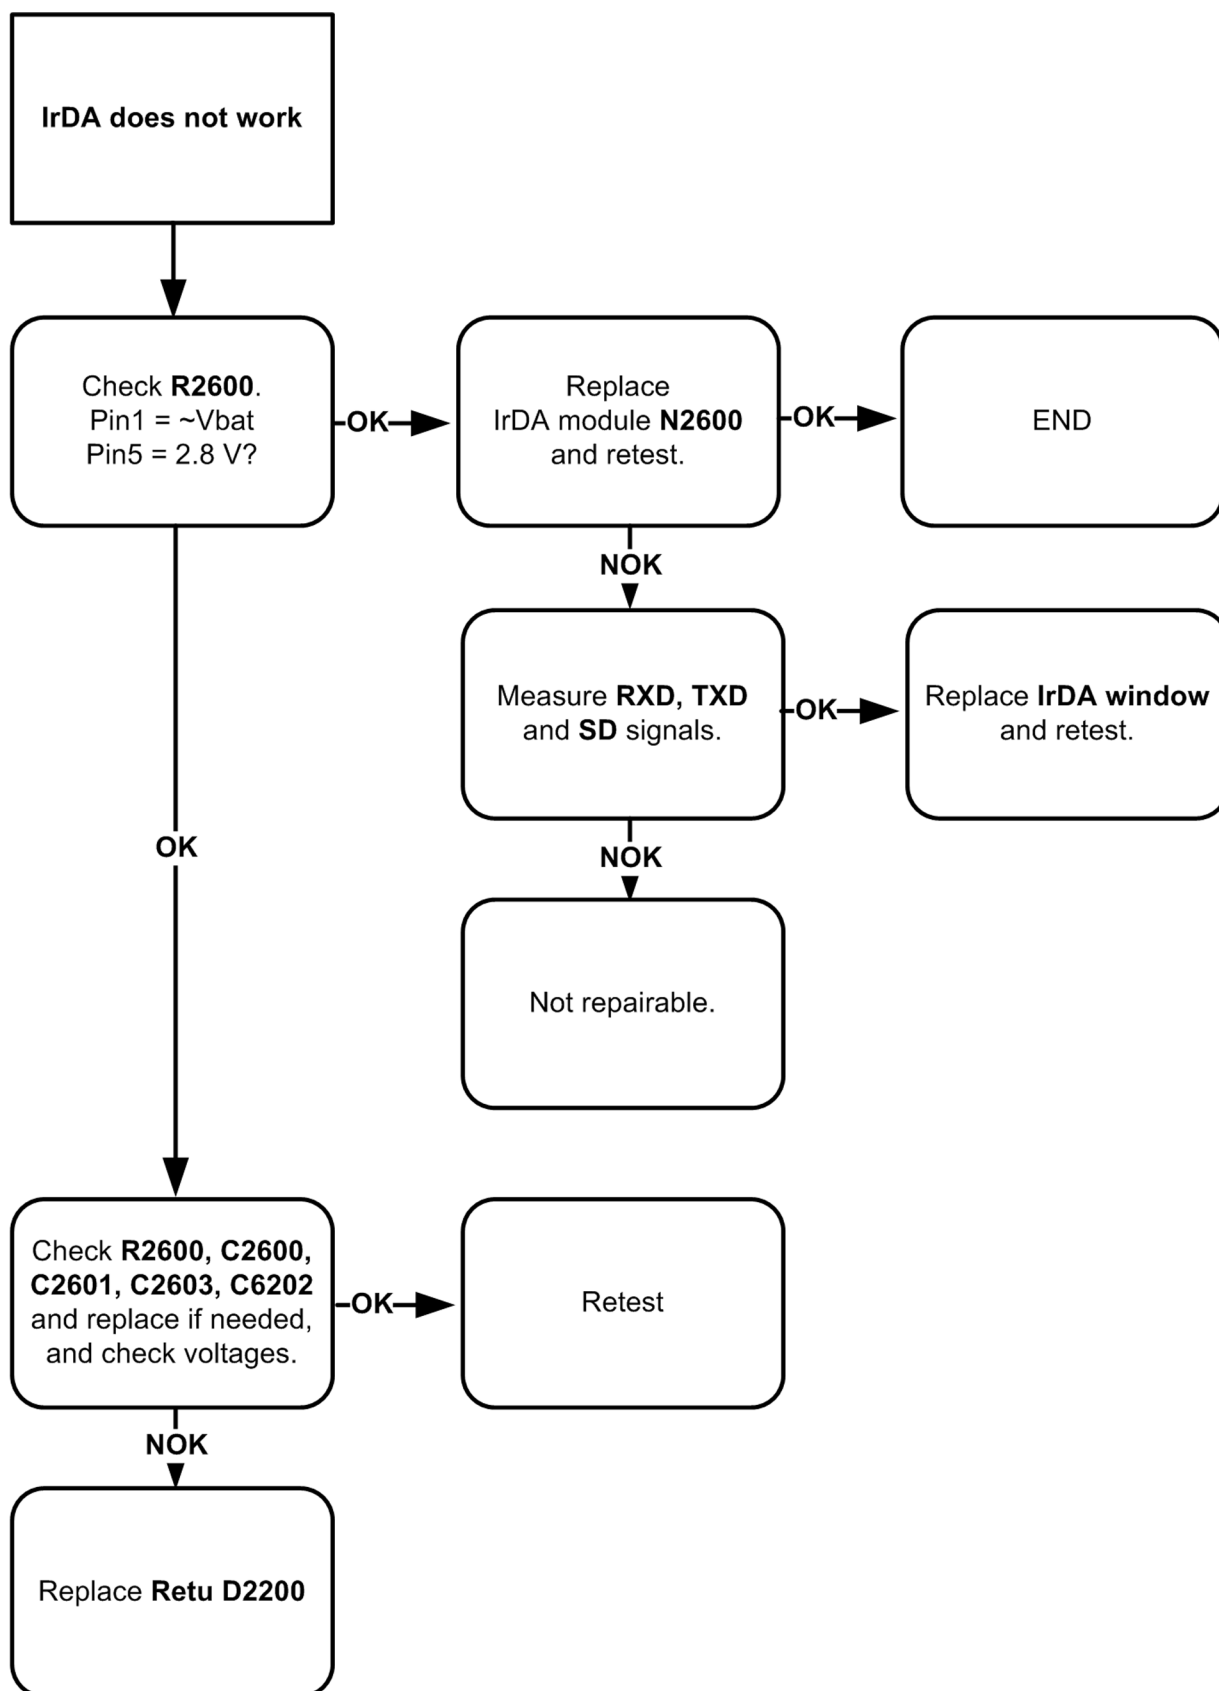 IrDA does not work
Check R2600.
Pin1 = ~Vbat
Pin5 = 2.8 V?
OK
Replace
IrDA module N2600
and retest.
OK
END
NOK
Measure RXD, TXD
and SD signals.
OK
Replace IrDA window
and retest.
NOK
Not repairable.
OK
Check R2600, C2600,
C2601, C2603, C6202
and replace if needed,
and check voltages.
OK
Retest
NOK
Replace Retu D2200